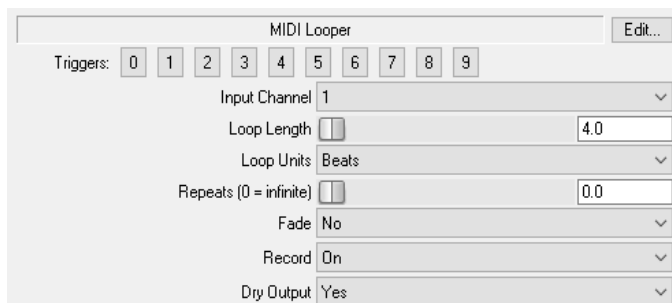 MIDI Looper Edit...
Triggers: 0 1 2 3 4 5 6 7 8 9
Input Channel 1
Loop Length 4.0
Loop Units Beats
Repeats (0 = infinite) 0.0
Fade No
Record On
Dry Output Yes